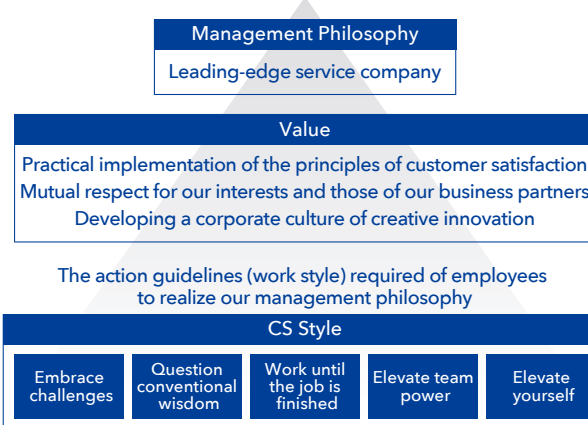 Management Philosophy
Leading-edge service company
Value
Practical implementation of the principles of customer satisfaction
Mutual respect for our interests and those of our business partners
Developing a corporate culture of creative innovation
The action guidelines (work style) required of employees
to realize our management philosophy
CS Style
Embrace
challenges
Question
conventional
wisdom
Work until
the job is
finished
Elevate team
power
Elevate
yourself